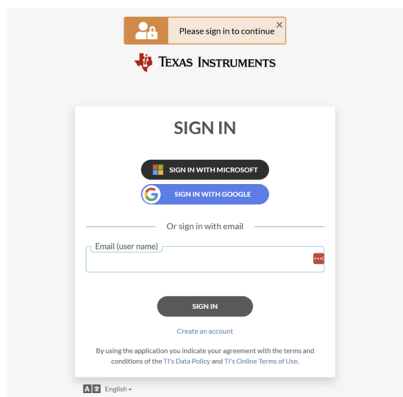 Please sign in to continue
TEXAS INSTRUMENTS
SIGN IN
SIGN IN WITH MICROSOFT
SIGN IN WITH GOOGLE
Or sign in with email
Email (user name)
SIGN IN
Create an account
By using the application you indicate your agreement with the terms and
conditions of the TI's Data Policy and TI's Online Terms of Use.
English